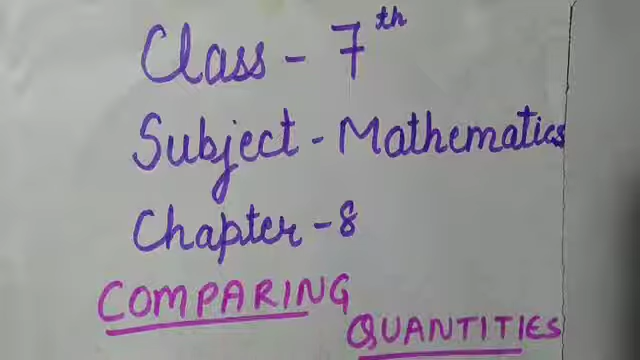 Class - 7th
Subject - Mathematics
Chapter - 8
COMPARING
QUANTITIES